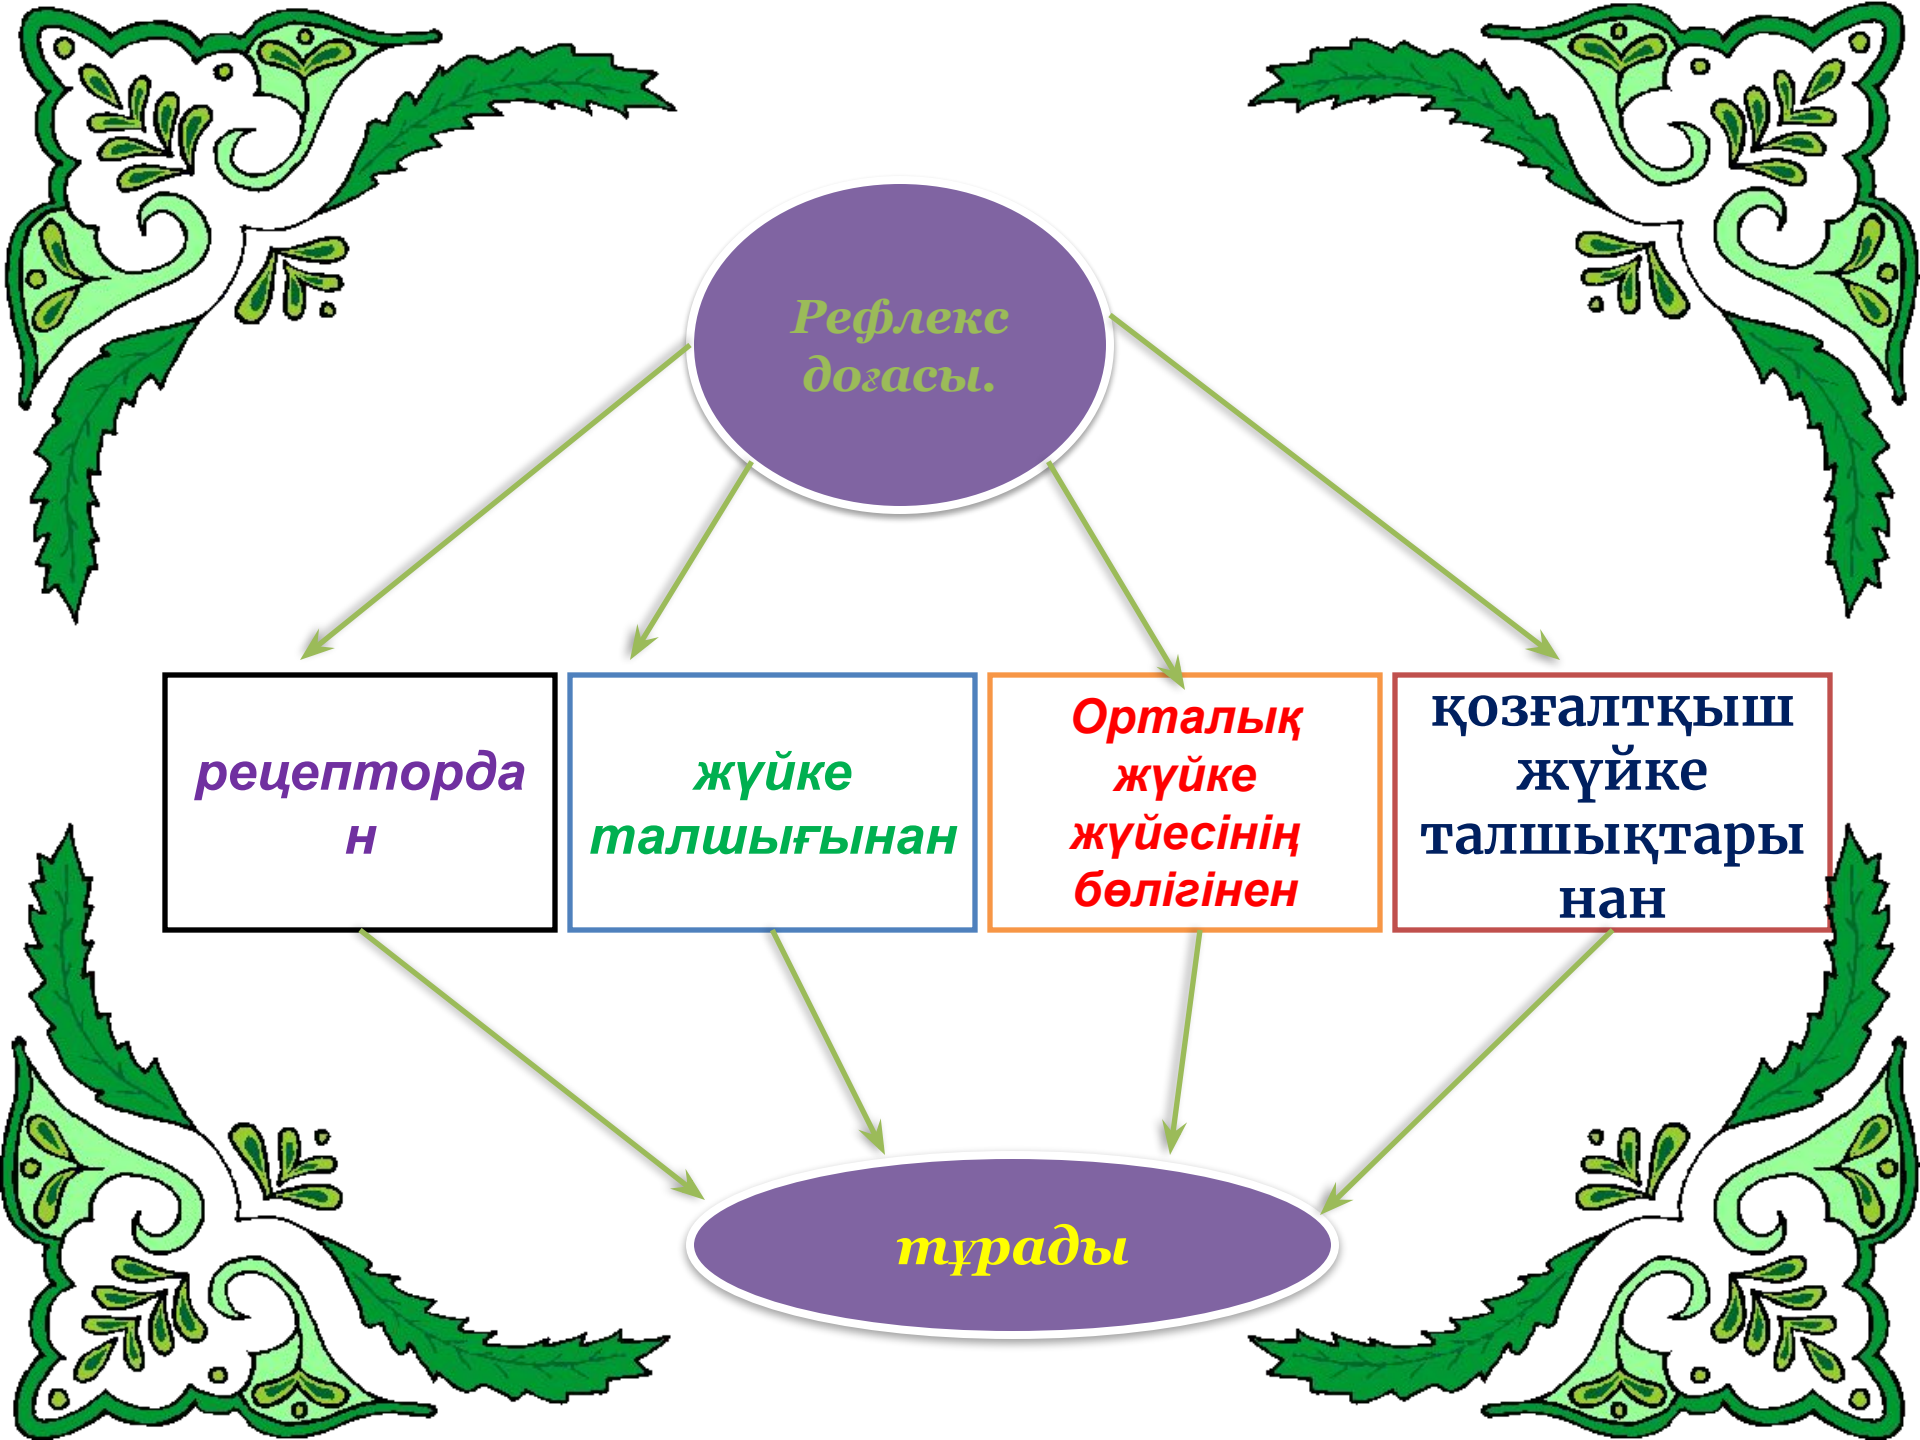 Рефлекс
доғасы.
рецепторда
н
жүйке
талшығынан
Орталық
жүйке
жүйесінің
бөлігінен
қозғалтқыш
жүйке
талшықтары
нан
тұрады